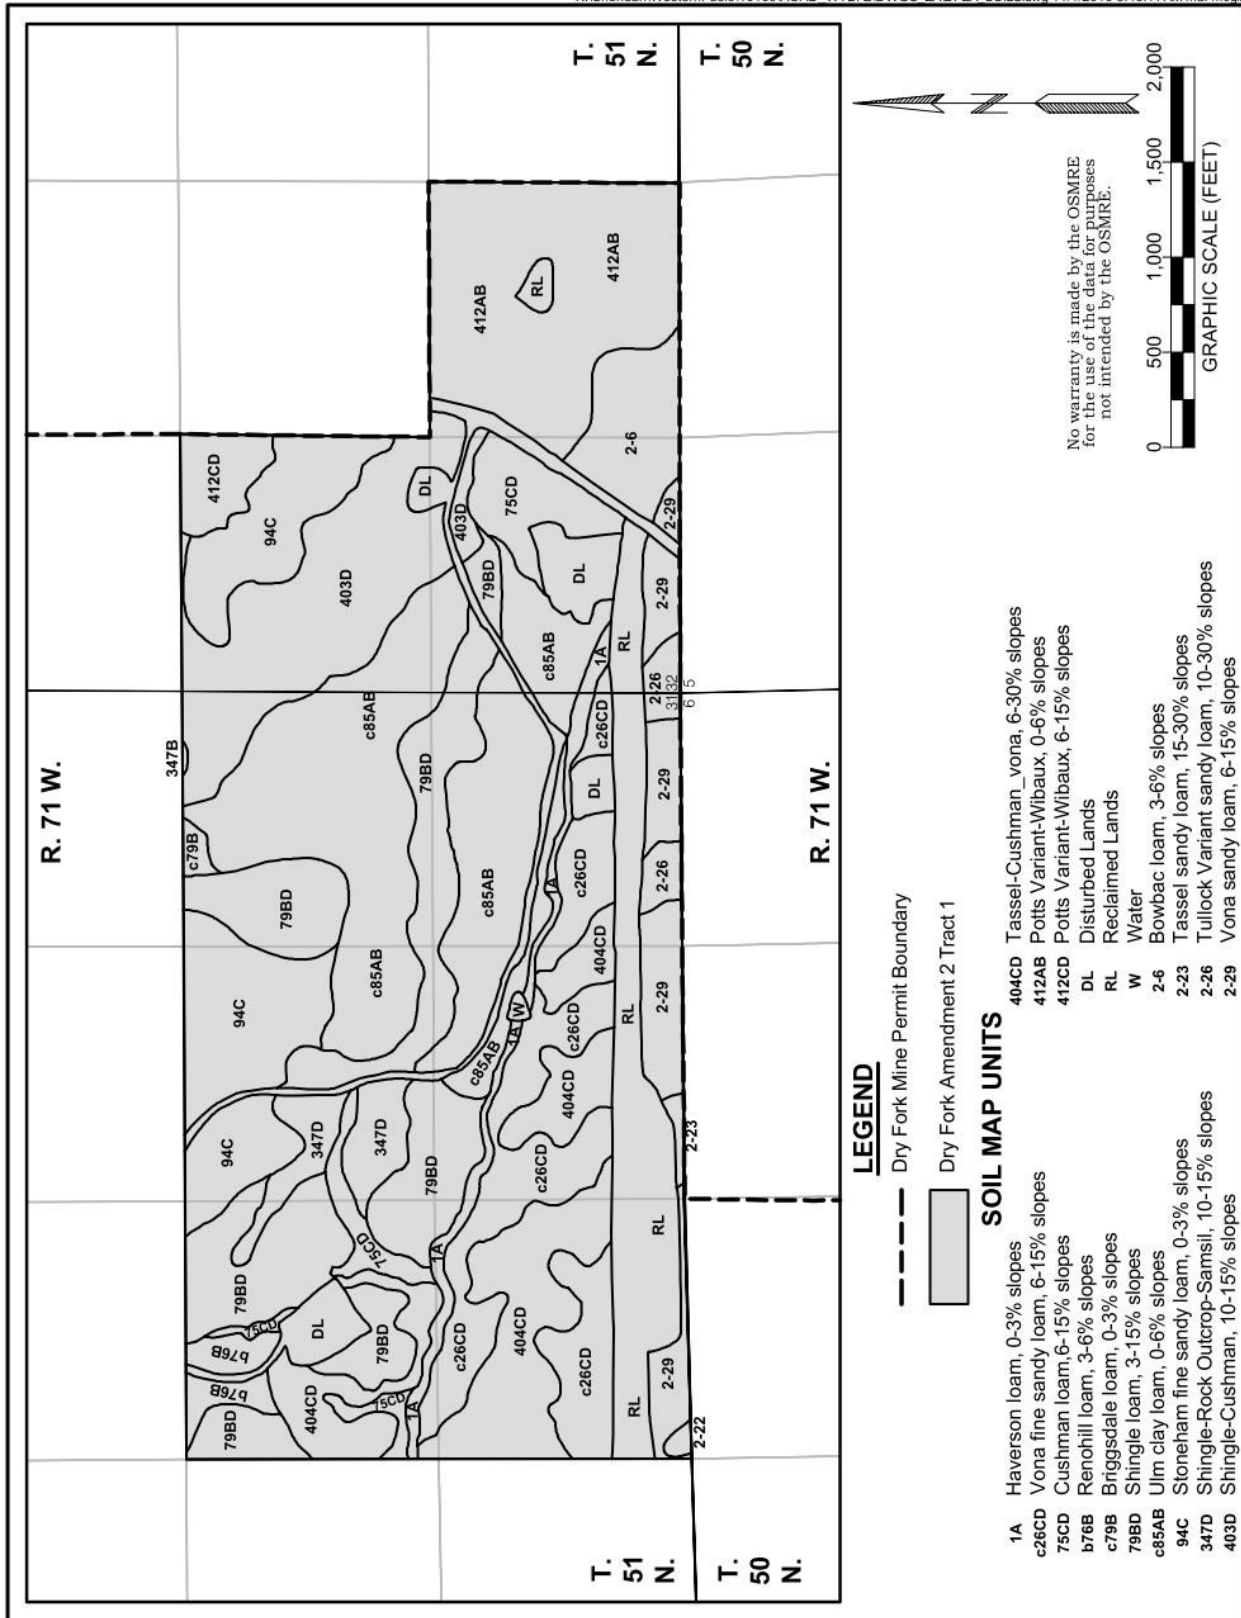 R. 71 W.
T.
51
N.
T.
50
N.
T.
51
N.
T.
50
N.
R. 71 W.
79BD
b76B
b76B
75CD
79BD
94C
94C
79BD
c79B
347B
94C
412CD
404CD
DL
79BD
75CD
1A
75CD
347D
347D
79BD
c85AB
c85AB
403D
79BD
c85AB
403D
DL
79BD
75CD
412AB
RL
412AB
2-6
1A
c26CD
404CD
c26CD
c26CD
404CD
c85AB
1A
W
c26CD
404CD
1A
c26CD
DL
c26CD
1A
c85AB
DL
RL
RL
RL
RL
2-22
2-29
2-23
2-29
2-26
2-29
2-26
31 32
6 5
2-29
2-29
LEGEND
Dry Fork Mine Permit Boundary
Dry Fork Amendment 2 Tract 1
SOIL MAP UNITS
1A Haverson loam, 0-3% slopes
c26CD Vona fine sandy loam, 6-15% slopes
75CD Cushman loam,6-15% slopes
b76B Renohill loam, 3-6% slopes
c79B Briggsdale loam, 0-3% slopes
79BD Shingle loam, 3-15% slopes
c85AB Ulm clay loam, 0-6% slopes
94C Stoneham fine sandy loam, 0-3% slopes
347D Shingle-Rock Outcrop-Samsil, 10-15% slopes
403D Shingle-Cushman, 10-15% slopes
404CD Tassel-Cushman_vona, 6-30% slopes
412AB Potts Variant-Wibaux, 0-6% slopes
412CD Potts Variant-Wibaux, 6-15% slopes
DL Disturbed Lands
RL Reclaimed Lands
W Water
2-6 Bowbac loam, 3-6% slopes
2-23 Tassel sandy loam, 15-30% slopes
2-26 Tullock Variant sandy loam, 10-30% slopes
2-29 Vona sandy loam, 6-15% slopes
N
No warranty is made by the OSMRE
for the use of the data for purposes
not intended by the OSMRE.
0 500 1,000 1,500 2,000
GRAPHIC SCALE (FEET)